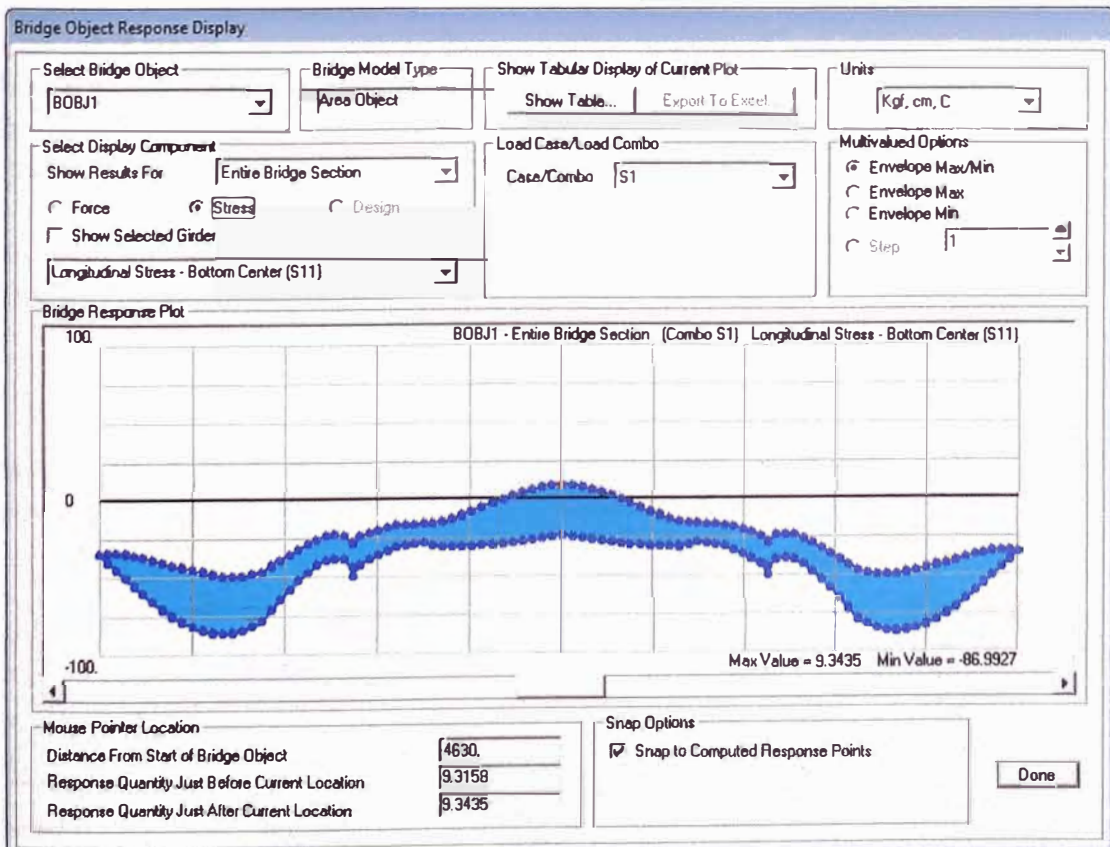 Bridge Object Response Display
Select Bridge Object
BOBJ1
Bridge Model Type
Area Object
Show Tabular Display of Current Plot
Show Table...
Export To Excel
Units
Kgf, cm, C
Select Display Component
Show Results For
Entire Bridge Section
Force
Stress
Design
Show Selected Girder
Longitudinal Stress - Bottom Center (S11)
Load Case/Load Combo
Case/Combo
S1
Multivalued Options
Envelope Max/Min
Envelope Max
Envelope Min
Step
1
Bridge Response Plot
100.
BOBJ1 - Entire Bridge Section (Combo S1) Longitudinal Stress - Bottom Center (S11)
0
-100.
Max Value = 9.3435 Min Value = -86.9927
Mouse Pointer Location
Distance From Start of Bridge Object
4630.
Response Quantity Just Before Current Location
9.3158
Response Quantity Just After Current Location
9.3435
Snap Options
Snap to Computed Response Points
Done